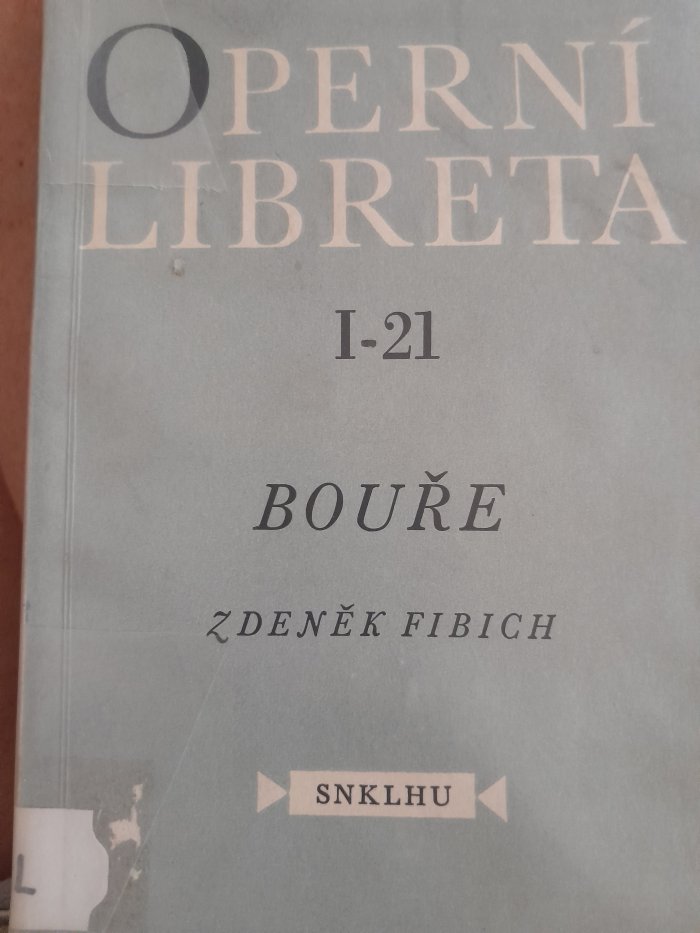 OPERNÍ
LIBRETA
I-21
BOUŘE
ZDENĚK FIBICH
SNKLHU
L